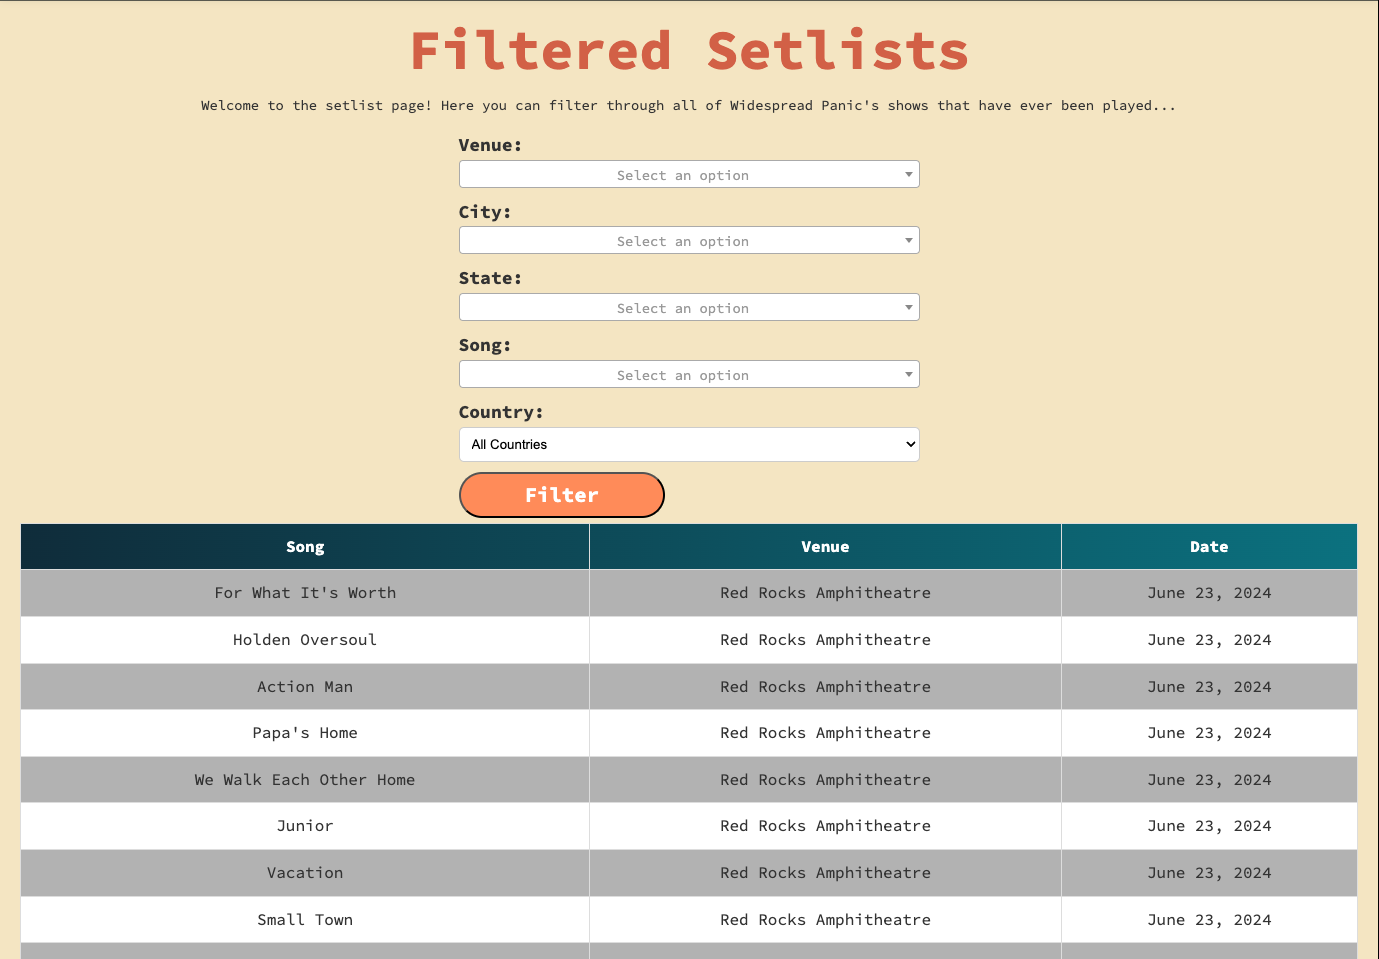 Filtered Setlists
Welcome to the setlist page! Here you can filter through all of Widespread Panic's shows that have ever been played...
Venue:
Select an option
City:
Select an option
State:
Select an option
Song:
Select an option
Country:
All Countries
Filter
Song Venue Date
For What It's Worth Red Rocks Amphitheatre June 23, 2024
Holden Oversoul Red Rocks Amphitheatre June 23, 2024
Action Man Red Rocks Amphitheatre June 23, 2024
Papa's Home Red Rocks Amphitheatre June 23, 2024
We Walk Each Other Home Red Rocks Amphitheatre June 23, 2024
Junior Red Rocks Amphitheatre June 23, 2024
Vacation Red Rocks Amphitheatre June 23, 2024
Small Town Red Rocks Amphitheatre June 23, 2024